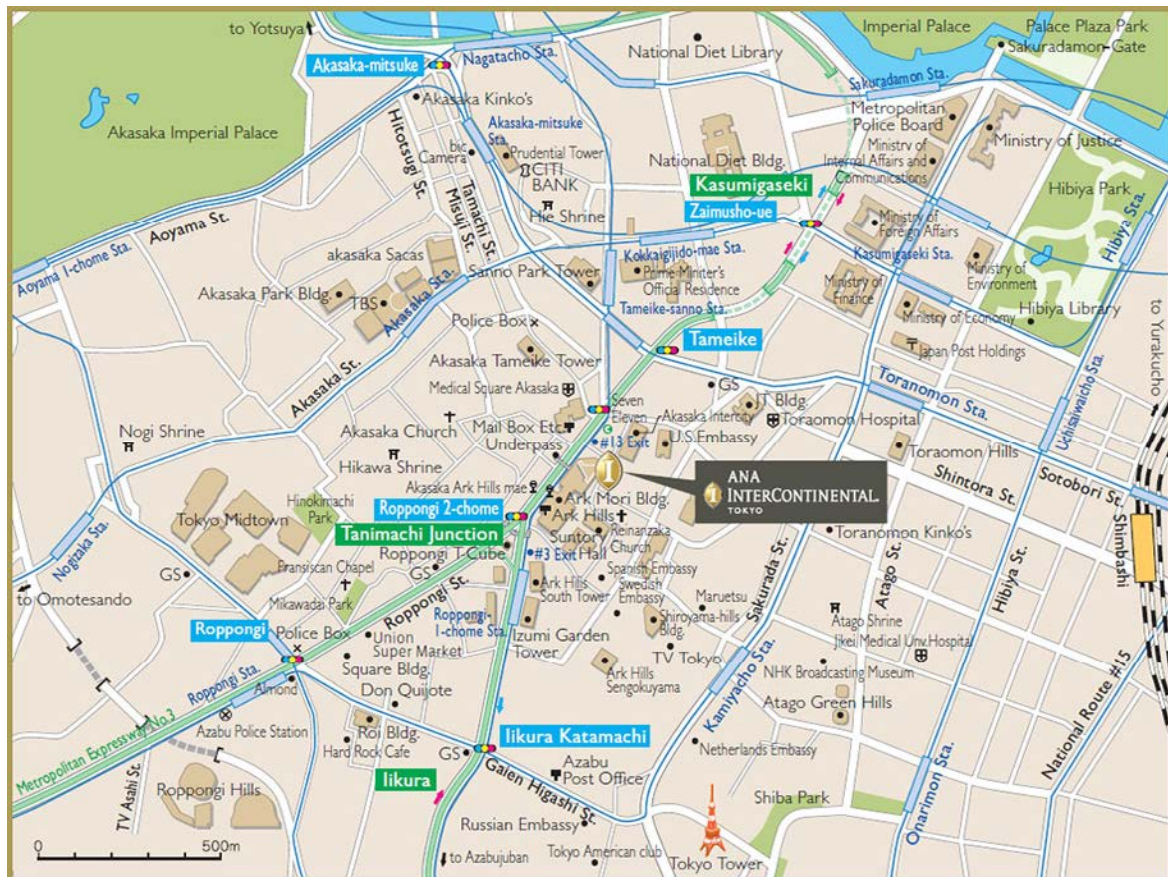 to Yotsuya
Akasaka-mitsuke
Nagatacho Sta.
National Diet Library
Imperial Palace
Palace Plaza Park
Sakuradamon-Gate
Sakuradamon Sta.
Akasaka Imperial Palace
Akasaka Kinko's
Hitotsugi St.
bic
Camera
Akasaka-mitsuke
Sta.
Prudential Tower
CITI
BANK
Hie Shrine
Tamachi St.
Misuji St.
National Diet Bldg.
Metropolitan
Police Board
Ministry of Justice
Ministry of
Internal Affairs and
Communications
Kasumigaseki
Zaimusho-ue
Hibiya Park
Hibiya Sta.
Ministry of
Foreign Affairs
Kasumigaseki Sta.
Aoyama St.
Aoyama 1-chome Sta.
akasaka Sacas
Akasaka Park Bldg.
TBS
Akasaka Sta.
Sanno Park Tower
Kokkaigijido-mae Sta.
Prime Miniter's
Official Residence
Tameike-sanno Sta.
Ministry of
Finance
Ministry of
Environment
Ministry of Economy
Hibiya Library
Japan Post Holdings
to Yurakucho
Police Box
Akasaka Tameike Tower
Tameike
Medical Square Akasaka
GS
JT Bldg.
Toranomon Sta.
Uchisaiwaicho Sta.
Akasaka St.
Seven
Eleven
Akasaka Intercity
Toraomon Hospital
Nogi Shrine
Akasaka Church
Mail Box Etc.
Underpass
#13 Exit
U.S.Embassy
Toraomon Hills
Hikawa Shrine
ANA
INTERCONTINENTAL.
TOKYO
Shintora St.
Sotobori St.
Akasaka Ark Hills mae
Hinokimachi
Park
Roppongi 2-chome
Ark Mori Bldg.
Ark Hills
Tokyo Midtown
Tanimachi Junction
Suntory
Hall
Reinanzaka
Church
Toranomon Kinko's
Shimbashi
Nogizaka Sta.
Roppongi T-Cube
#3 Exit
Spanish Embassy
Swedish
Embassy
Sakurada St.
Atago St.
Hibiya St.
GS
Fransiscan Chapel
GS
Ark Hills
South Tower
to Omotesando
Mikawadai Park
Roppongi St.
Roppongi-
1-chome Sta.
Maruetsu
Atago Shrine
Jikei Medical Unv.Hospital
Roppongi
Police Box
Union
Super Market
Izumi Garden
Tower
Shiroyama-hills
Bldg.
TV Tokyo
Square Bldg.
Ark Hills
Sengokuyama
Kamiyacho Sta.
NHK Broadcasting Museum
Roppongi Sta.
Almond
Don Quijote
Atago Green Hills
National Route #15
Metropolitan Expressway No.3
Azabu Police Station
Roi Bldg.
Hard Rock Cafe
GS
Iikura Katamachi
Netherlands Embassy
Onarimon Sta.
Iikura
Gaien Higashi St.
Azabu
Post Office
TV Asahi St.
Roppongi Hills
Shiba Park
Russian Embassy
0
500m
to Azabujuban
Tokyo American club
Tokyo Tower